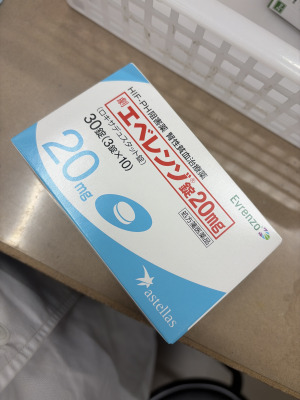 HIF-PH阻害薬 腎性貧血治療薬
劇 エベレンゾ®錠20mg
(ロキサデュスタット錠)
30錠(3錠×10)
処方箋医薬品
Evrenzo
20mg
astellas